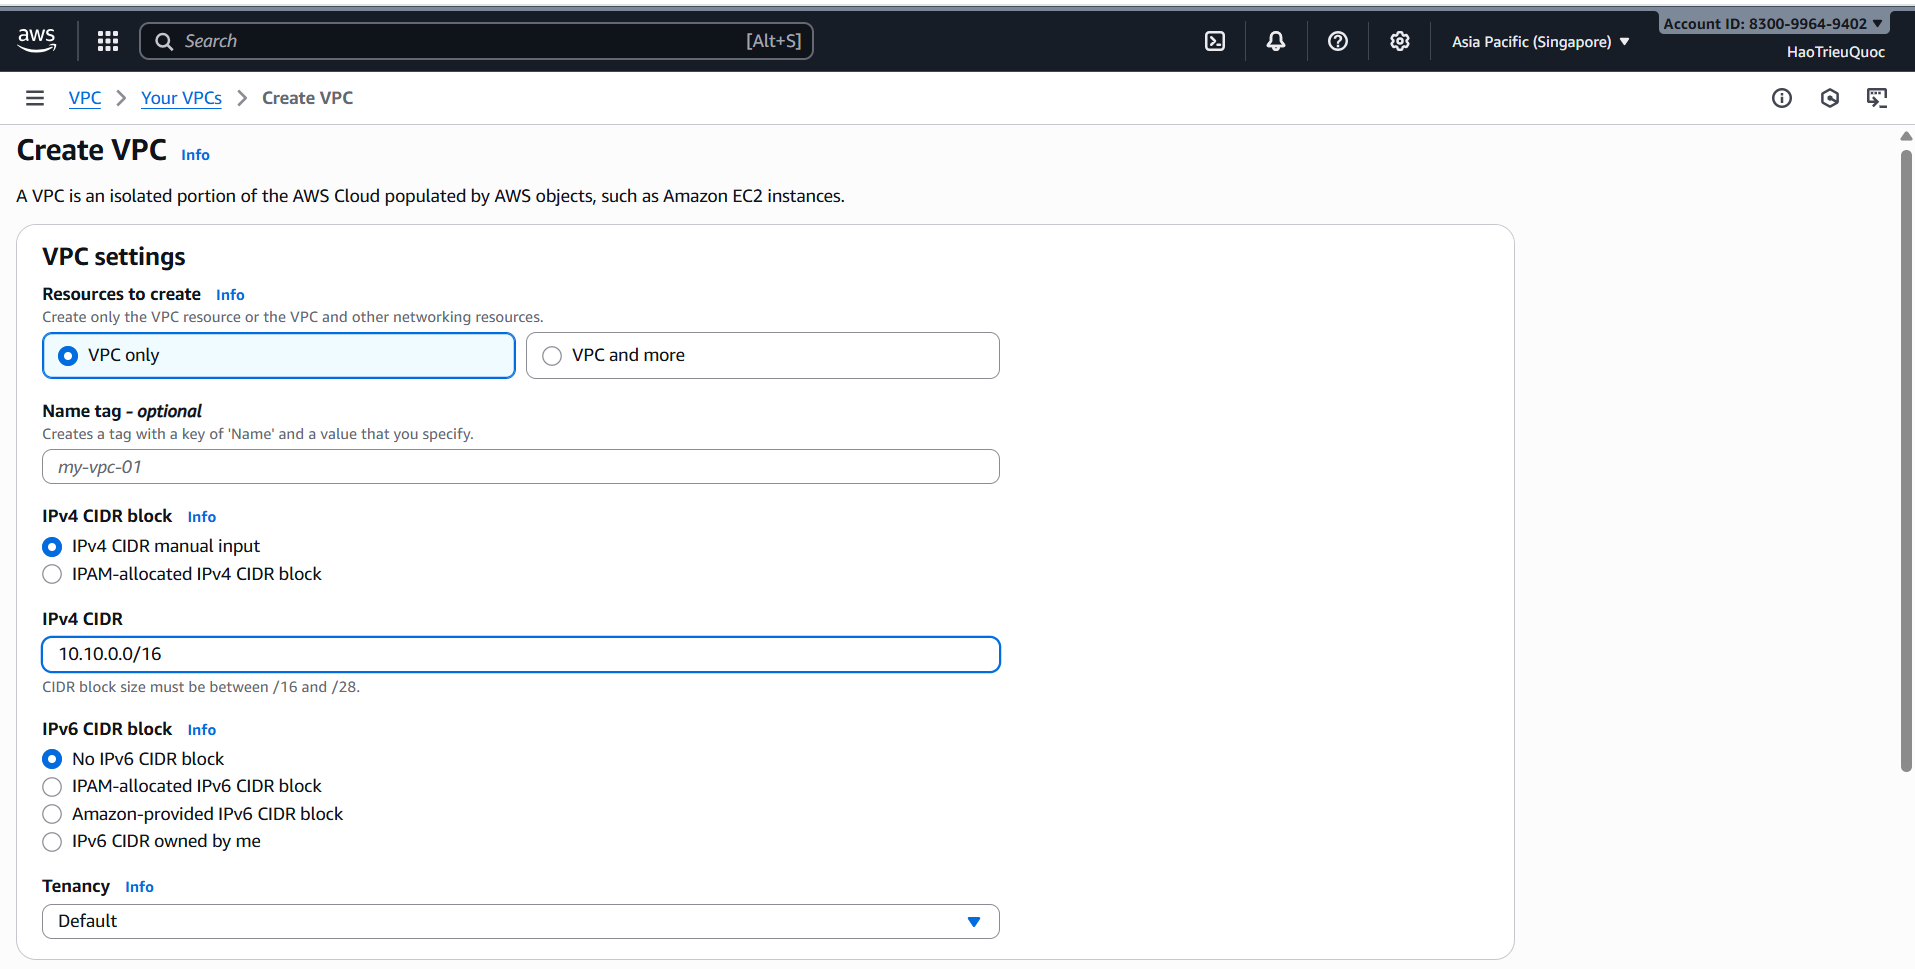 aws
Search [Alt+S]
Asia Pacific (Singapore)
Account ID: 8300-9964-9402
HaoTrieuQuoc
VPC > Your VPCs > Create VPC
Create VPC Info
A VPC is an isolated portion of the AWS Cloud populated by AWS objects, such as Amazon EC2 instances.
VPC settings
Resources to create Info
Create only the VPC resource or the VPC and other networking resources.
VPC only
VPC and more
Name tag - optional
Creates a tag with a key of 'Name' and a value that you specify.
my-vpc-01
IPv4 CIDR block Info
IPv4 CIDR manual input
IPAM-allocated IPv4 CIDR block
IPv4 CIDR
10.10.0.0/16
CIDR block size must be between /16 and /28.
IPv6 CIDR block Info
No IPv6 CIDR block
IPAM-allocated IPv6 CIDR block
Amazon-provided IPv6 CIDR block
IPv6 CIDR owned by me
Tenancy Info
Default